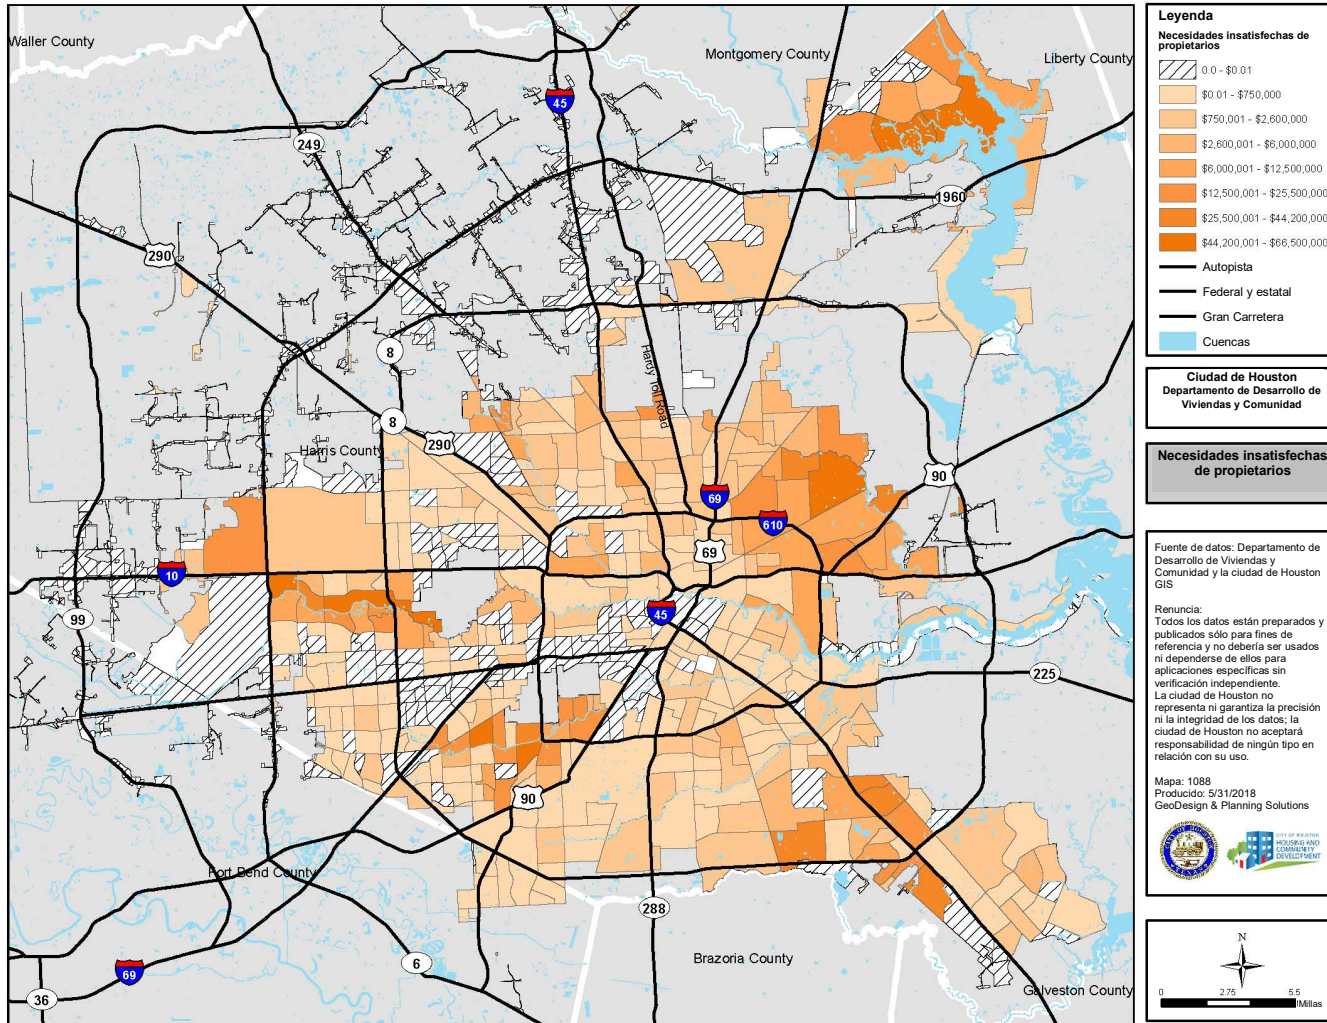 Waller County
Montgomery County
Liberty County
45
249
1960
290
8
Hardy Toll Road
8
290
Harris County
90
69
610
69
10
45
99
225
90
Fort Bend County
288
Brazoria County
6
69
36
Galveston County
Leyenda
Necesidades insatisfechas de
propietarios
0.0 - $0.01
$0.01 - $750,000
$750,001 - $2,600,000
$2,600,001 - $6,000,000
$6,000,001 - $12,500,000
$12,500,001 - $25,500,000
$25,500,001 - $44,200,000
$44,200,001 - $66,500,000
Autopista
Federal y estatal
Gran Carretera
Cuencas
Ciudad de Houston
Departamento de Desarrollo de
Viviendas y Comunidad
Necesidades insatisfechas
de propietarios
Fuente de datos: Departamento de
Desarrollo de Viviendas y
Comunidad y la ciudad de Houston
GIS
Renuncia:
Todos los datos están preparados y
publicados sólo para fines de
referencia y no debería ser usados
ni dependerse de ellos para
aplicaciones específicas sin
verificación independiente.
La ciudad de Houston no
representa ni garantiza la precisión
ni la integridad de los datos; la
ciudad de Houston no aceptará
responsabilidad de ningún tipo en
relación con su uso.
Mapa: 1088
Producido: 5/31/2018
GeoDesign & Planning Solutions
CITY OF HOUSTON
HOUSING AND
COMMUNITY
DEVELOPMENT
N
0 2.75 5.5
Millas